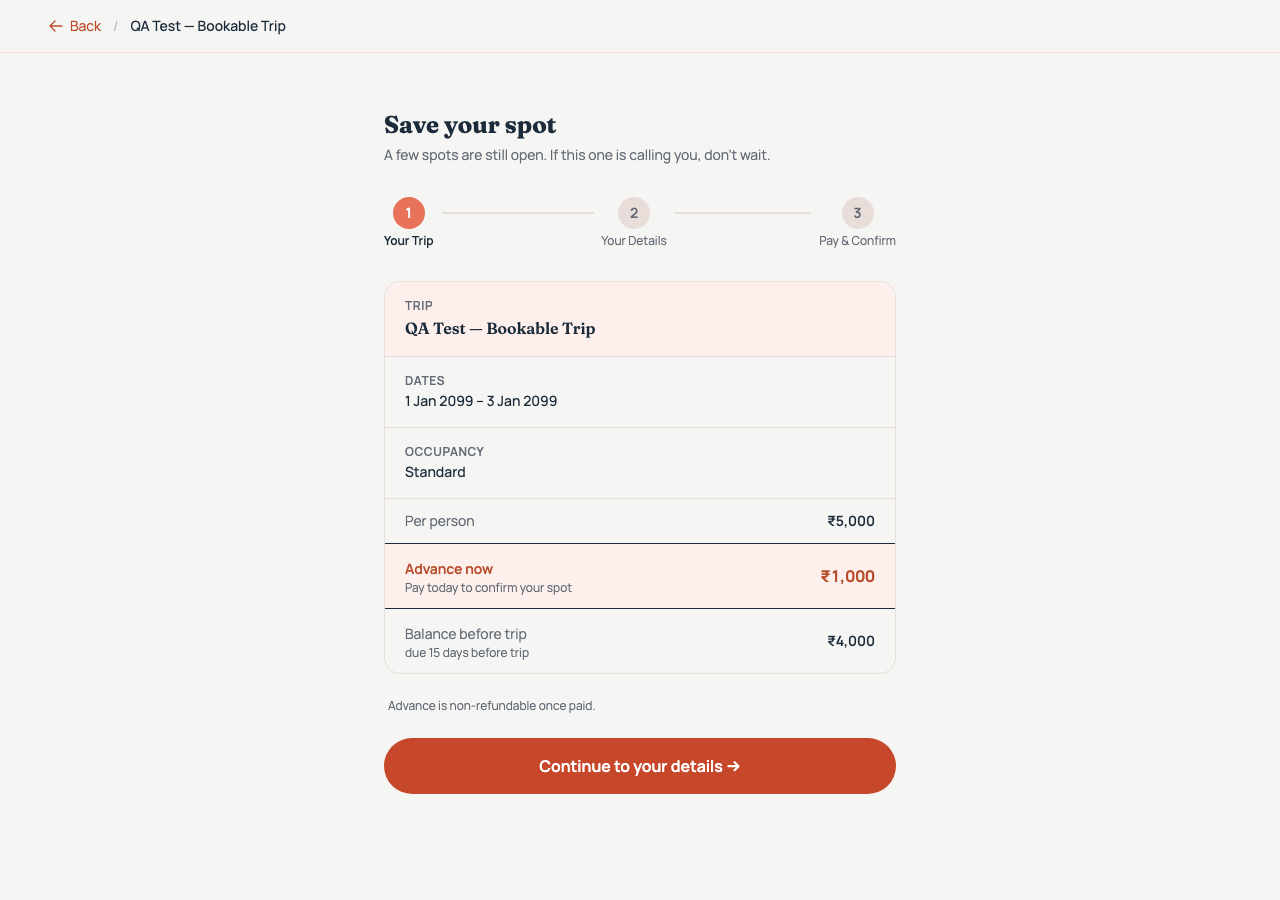 ← Back / QA Test — Bookable Trip
Save your spot
A few spots are still open. If this one is calling you, don't wait.
1
2
3
Your Trip
Your Details
Pay & Confirm
TRIP
QA Test — Bookable Trip
DATES
1 Jan 2099 – 3 Jan 2099
OCCUPANCY
Standard
Per person ₹5,000
Advance now ₹1,000
Pay today to confirm your spot
Balance before trip ₹4,000
due 15 days before trip
Advance is non-refundable once paid.
Continue to your details →